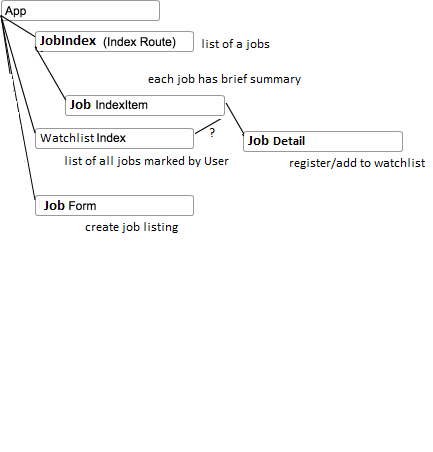 App
JobIndex (Index Route)
list of a jobs
each job has brief summary
Job IndexItem
Watchlist Index
?
Job Detail
list of all jobs marked by User
register/add to watchlist
Job Form
create job listing